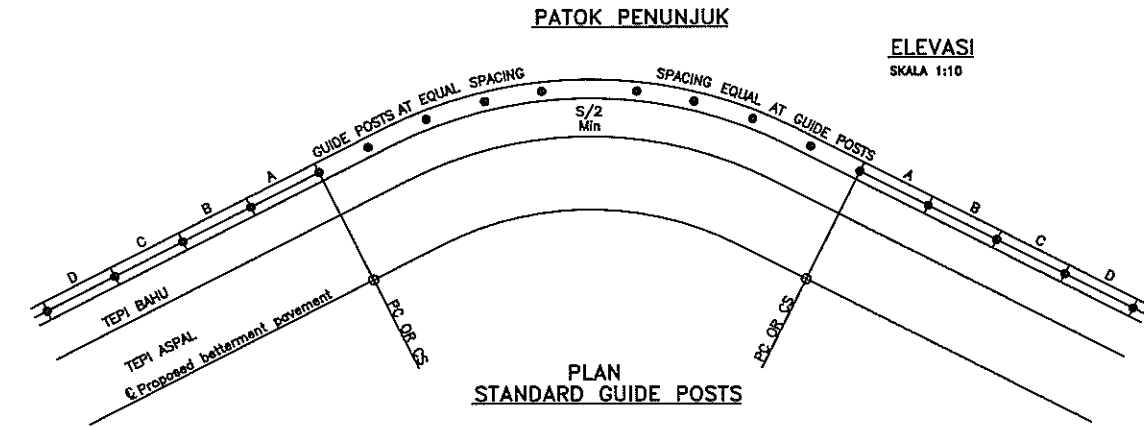 PATOK PENUNJUK
ELEVASI
SKALA 1:10
GUIDE POSTS AT EQUAL SPACING
SPACING EQUAL AT GUIDE POSTS
S/2
Min
A
B
C
D
A
B
C
D
TEPI BAHU
TEPI ASPAL
℄ Proposed betterment pavement
PC OR CS
PC OR CS
PLAN
STANDARD GUIDE POSTS